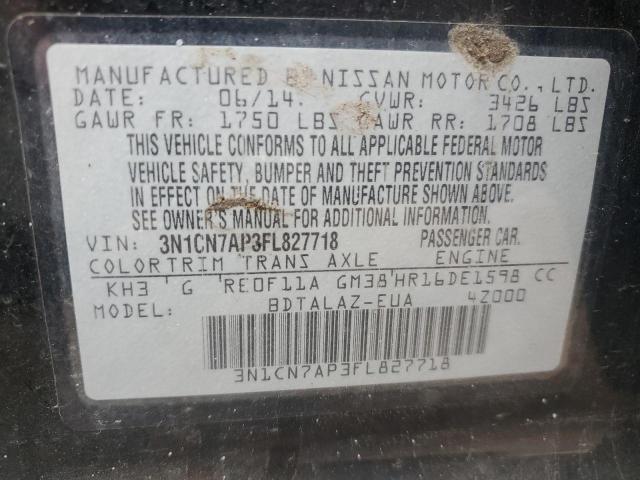 MANUFACTURED BY NISSAN MOTOR CO., LTD.
DATE: 06/14. GVWR: 3426 LBS
GAWR FR: 1750 LBS GAWR RR: 1708 LBS
THIS VEHICLE CONFORMS TO ALL APPLICABLE FEDERAL MOTOR
VEHICLE SAFETY, BUMPER AND THEFT PREVENTION STANDARDS
IN EFFECT ON THE DATE OF MANUFACTURE SHOWN ABOVE.
SEE OWNER'S MANUAL FOR ADDITIONAL INFORMATION.
VIN: 3N1CN7AP3FL827718 PASSENGER CAR.
COLOR TRIM TRANS AXLE ENGINE
KH3 G RE0F11A GM38 HR16DE1598 CC
MODEL: BDTALAZ-EUA 4Z000
3N1CN7AP3FL827718